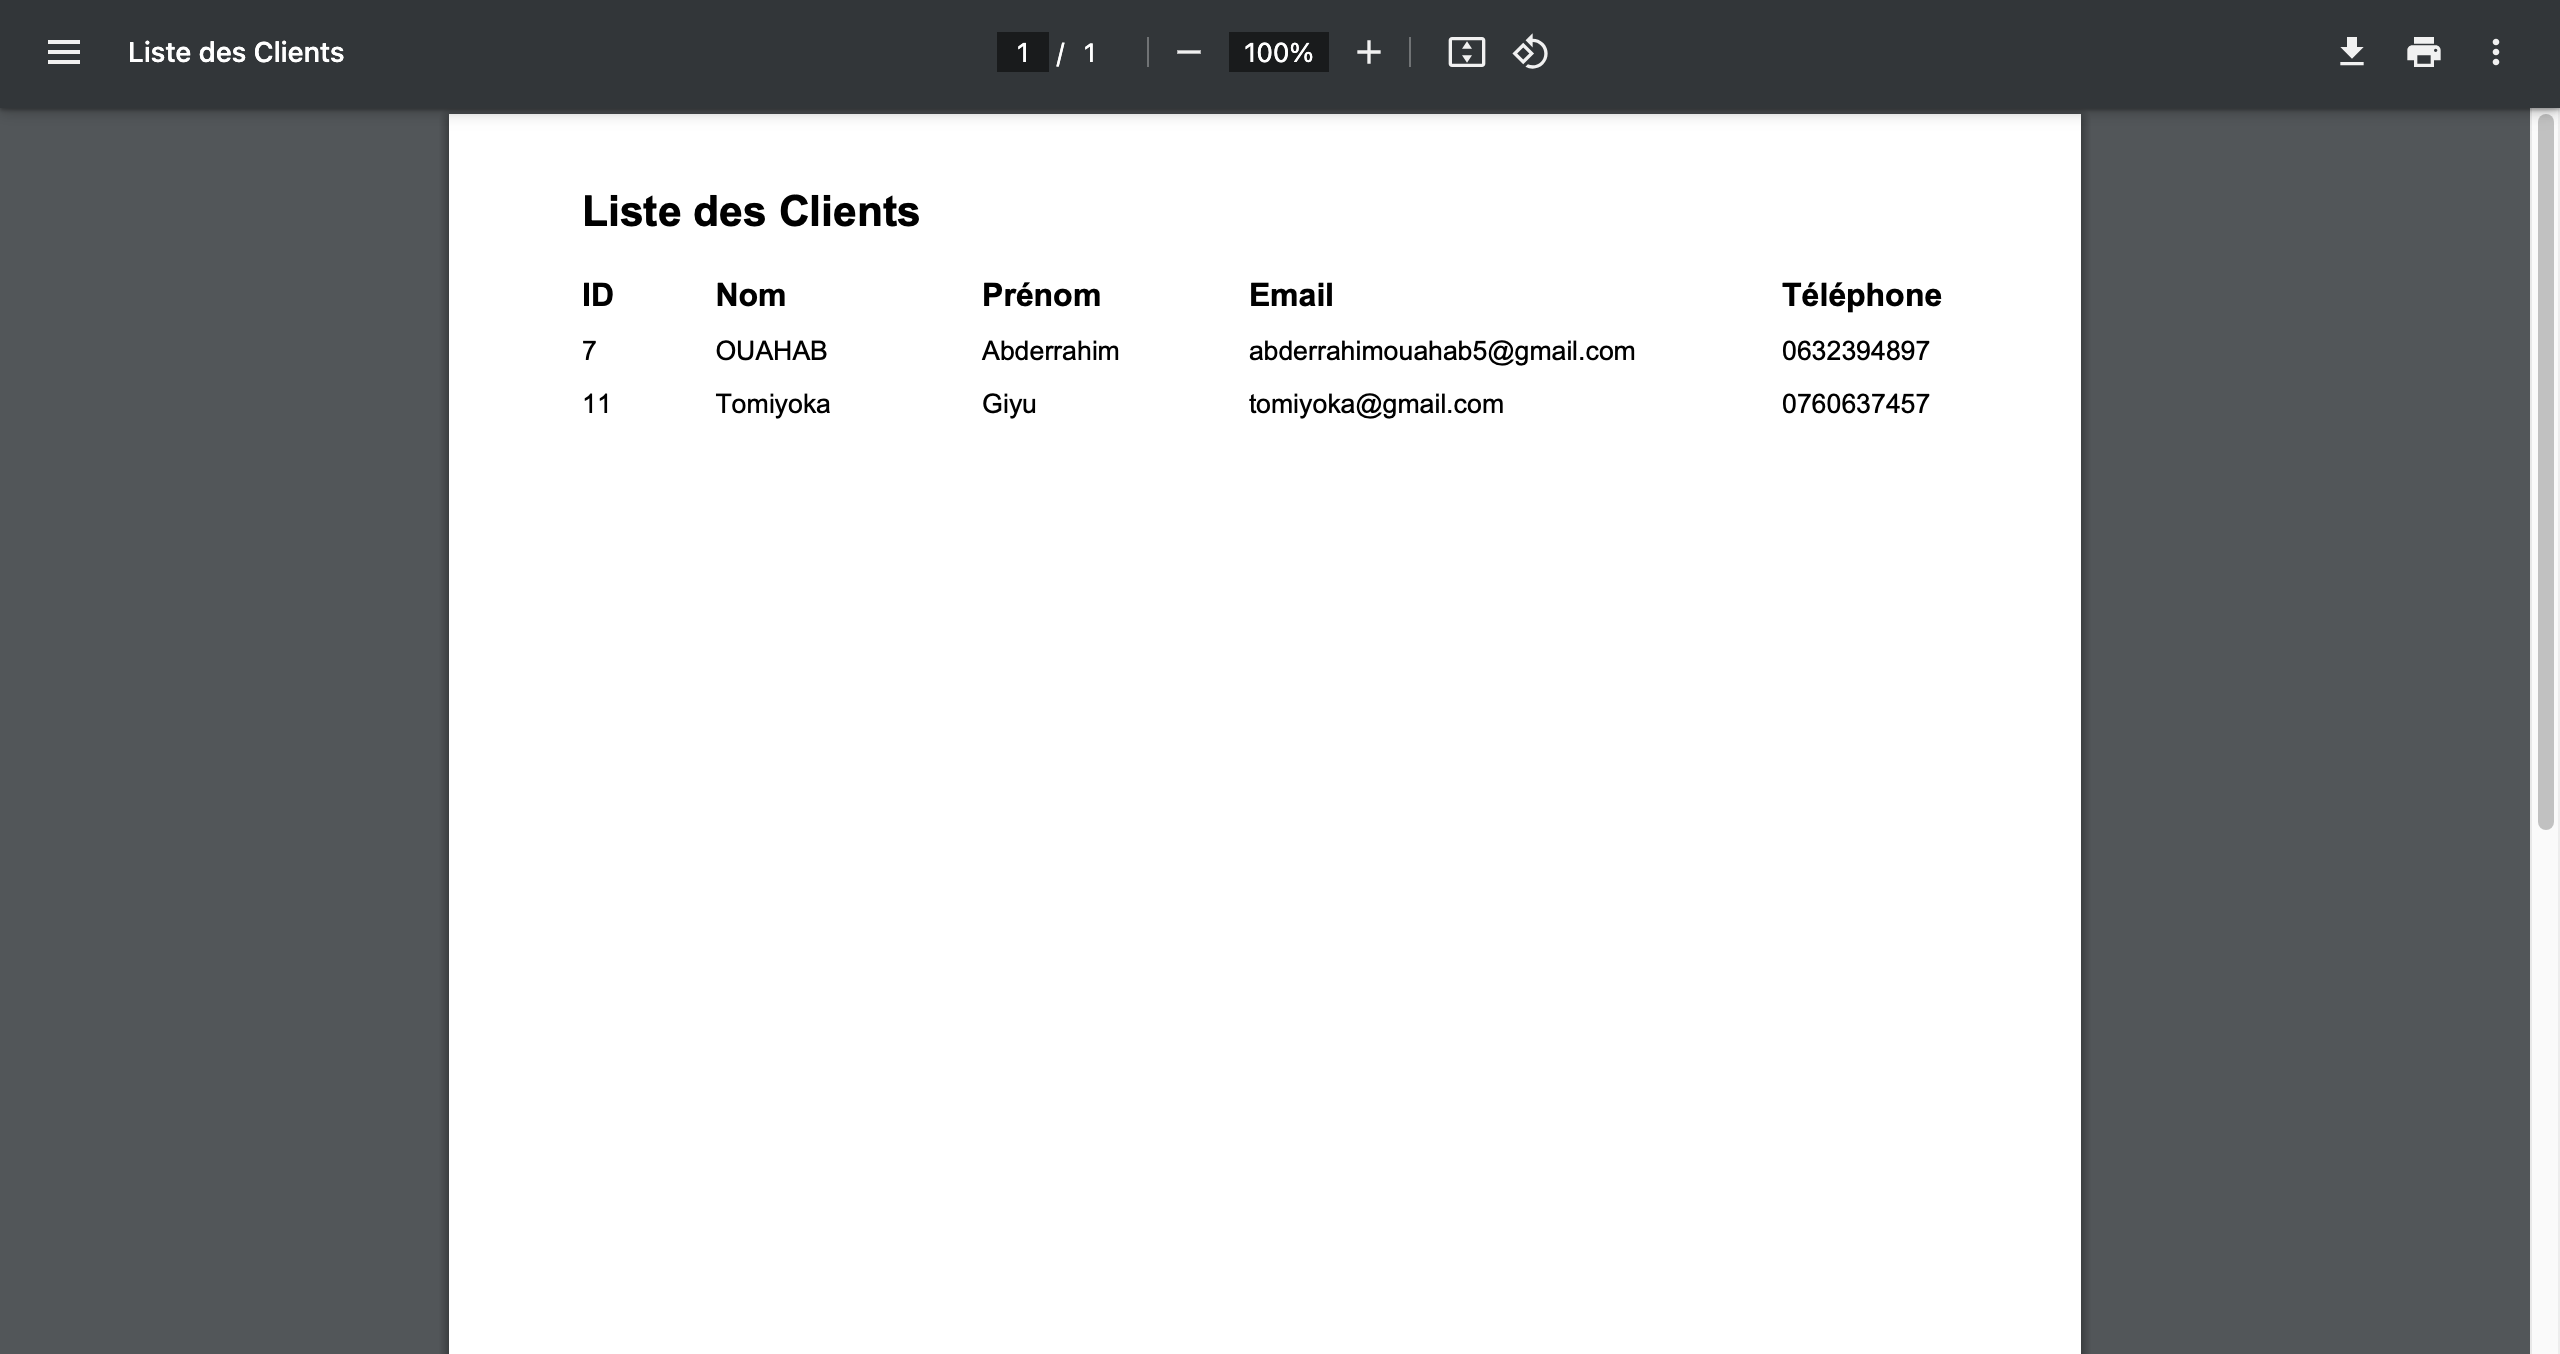 Liste des Clients
1 / 1
100%
Liste des Clients
ID Nom Prénom Email Téléphone
7 OUAHAB Abderrahim abderrahimouahab5@gmail.com 0632394897
11 Tomiyoka Giyu tomiyoka@gmail.com 0760637457